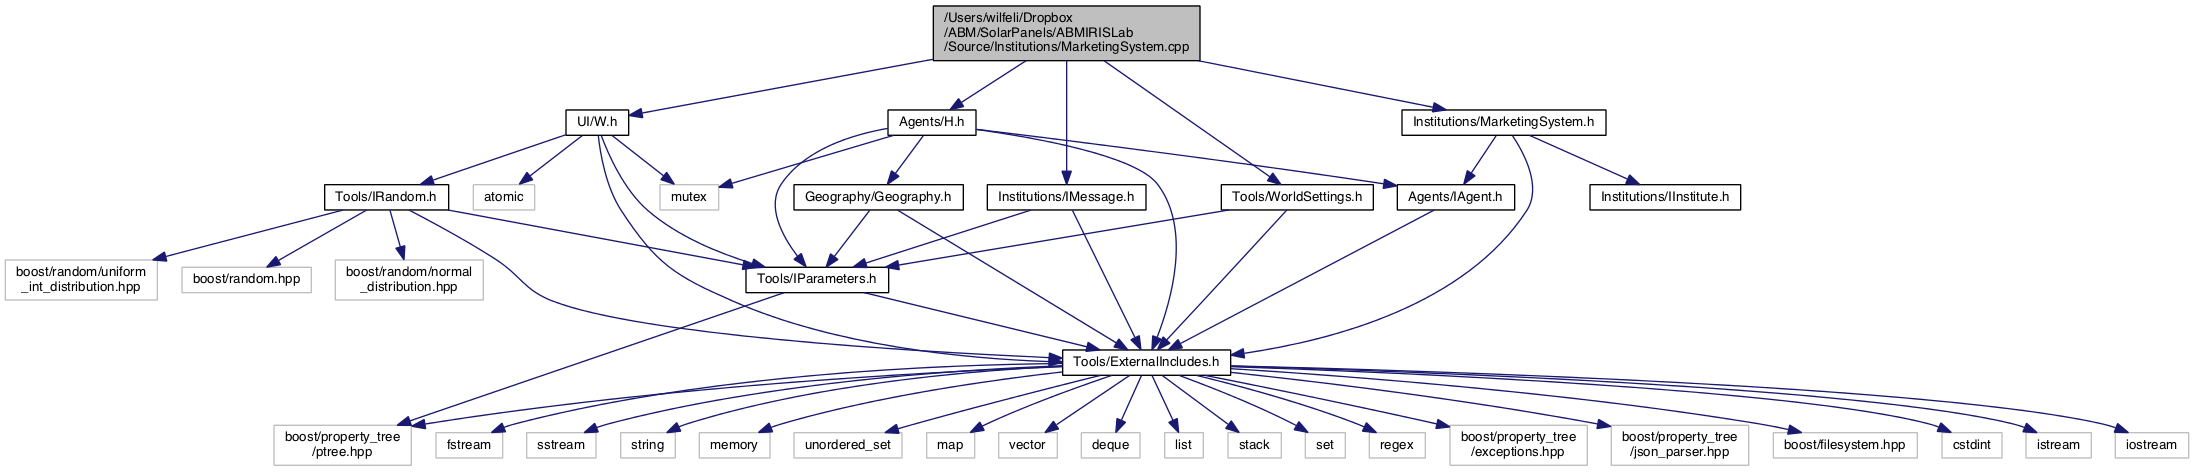 /Users/wilfeli/Dropbox
/ABM/SolarPanels/ABMIRISLab
/Source/Institutions/MarketingSystem.cpp
UI/W.h
Agents/H.h
Institutions/MarketingSystem.h
Tools/IRandom.h
atomic
mutex
Geography/Geography.h
Institutions/IMessage.h
Tools/WorldSettings.h
Agents/IAgent.h
Institutions/IInstitute.h
boost/random/uniform
_int_distribution.hpp
boost/random.hpp
boost/random/normal
_distribution.hpp
Tools/IParameters.h
Tools/ExternalIncludes.h
boost/property_tree
/ptree.hpp
fstream
sstream
string
memory
unordered_set
map
vector
deque
list
stack
set
regex
boost/property_tree
/exceptions.hpp
boost/property_tree
/json_parser.hpp
boost/filesystem.hpp
cstdint
istream
iostream